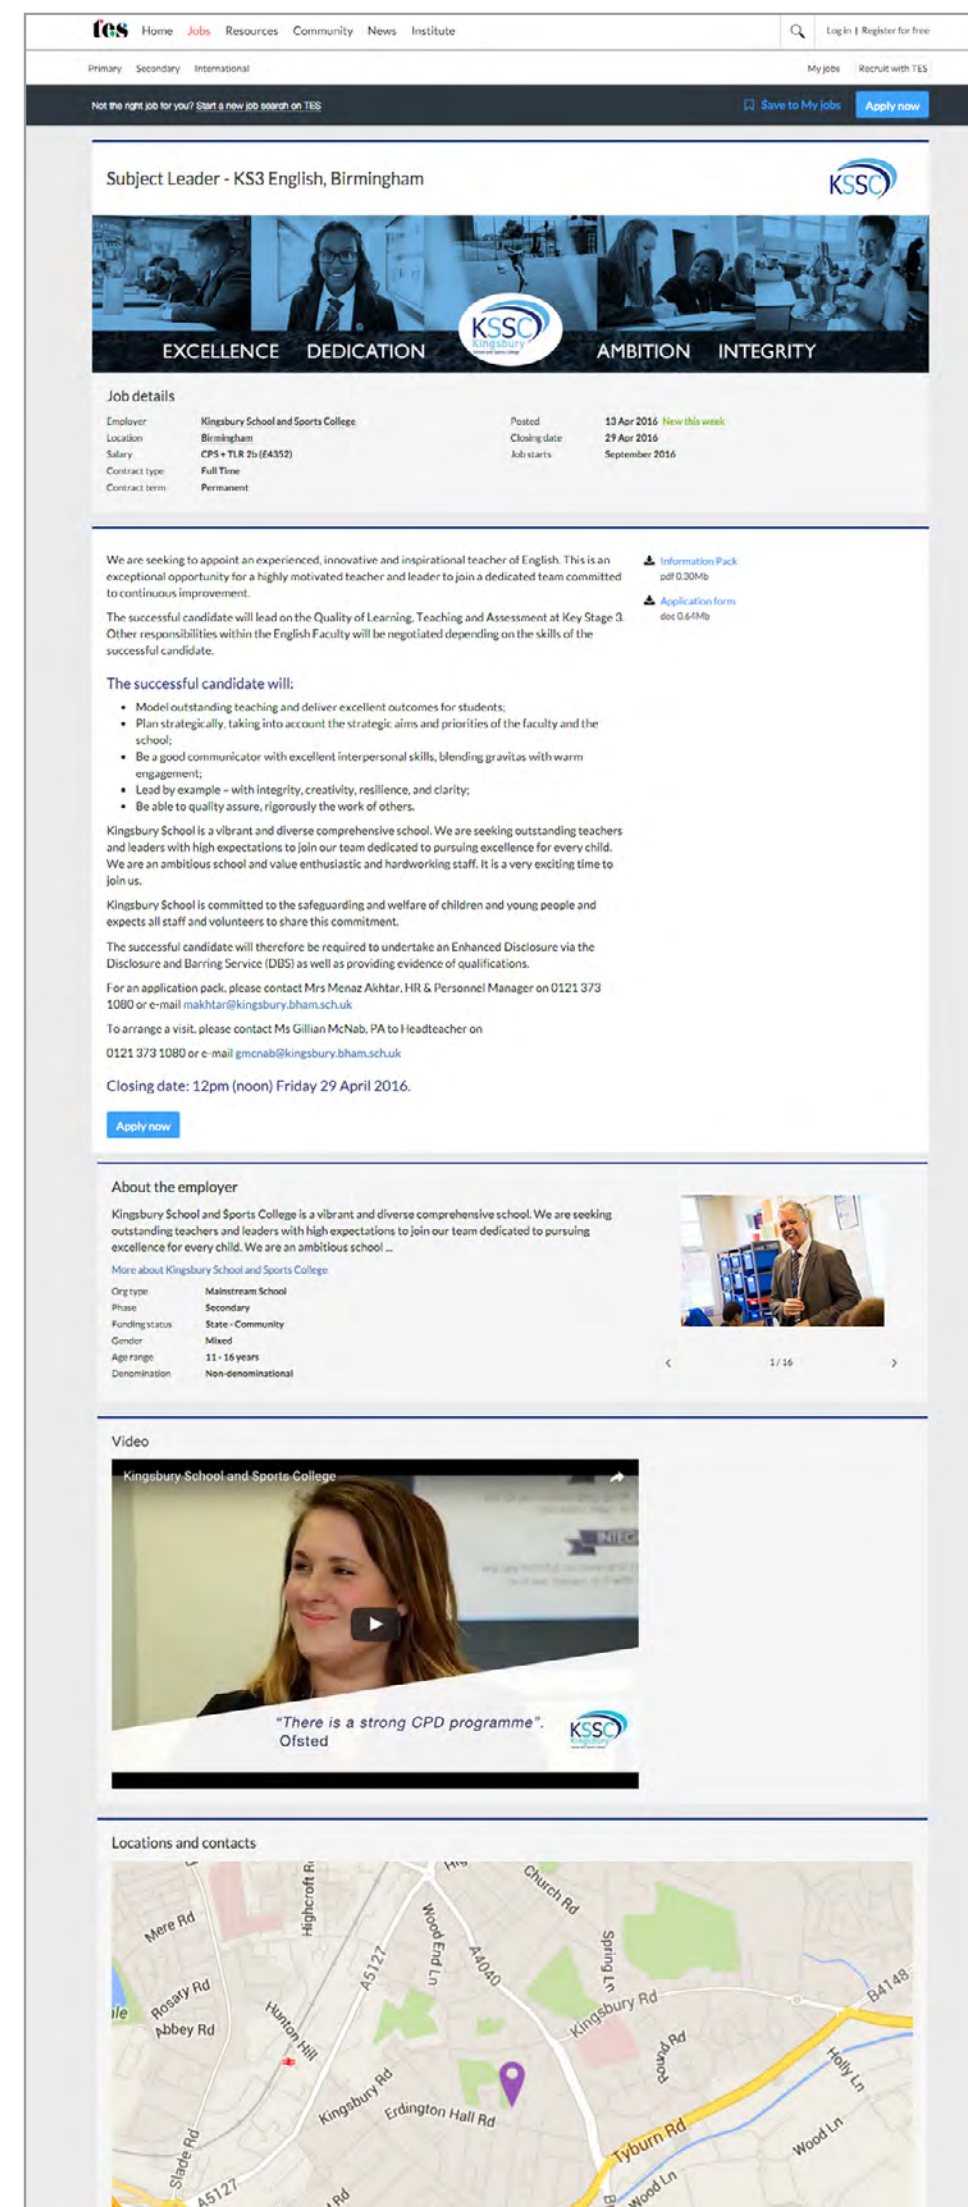 tes Home Jobs Resources Community News Institute
Log in | Register for free
Primary Secondary International
My jobs Recruit with TES
Not the right job for you? Start a new job search on TES
Save to My jobs Apply now
Subject Leader - KS3 English, Birmingham
KSSC
KSSC
Kingsbury
EXCELLENCE DEDICATION AMBITION INTEGRITY
Job details
Employer Kingsbury School and Sports College
Location Birmingham
Salary CPS + TLR 2b (£4352)
Contract type Full Time
Contract term Permanent
Posted 13 Apr 2016 New this week
Closing date 29 Apr 2016
Job starts September 2016
We are seeking to appoint an experienced, innovative and inspirational teacher of English. This is an
exceptional opportunity for a highly motivated teacher and leader to join a dedicated team committed
to continuous improvement.
The successful candidate will lead on the Quality of Learning, Teaching and Assessment at Key Stage 3.
Other responsibilities within the English Faculty will be negotiated depending on the skills of the
successful candidate.
Information Pack
pdf 0.30Mb
Application form
doc 0.64Mb
The successful candidate will:
• Model outstanding teaching and deliver excellent outcomes for students;
• Plan strategically, taking into account the strategic aims and priorities of the faculty and the
school;
• Be a good communicator with excellent interpersonal skills, blending gravitas with warm
engagement;
• Lead by example – with integrity, creativity, resilience, and clarity;
• Be able to quality assure, rigorously the work of others.
Kingsbury School is a vibrant and diverse comprehensive school. We are seeking outstanding teachers
and leaders with high expectations to join our team dedicated to pursuing excellence for every child.
We are an ambitious school and value enthusiastic and hardworking staff. It is a very exciting time to
join us.
Kingsbury School is committed to the safeguarding and welfare of children and young people and
expects all staff and volunteers to share this commitment.
The successful candidate will therefore be required to undertake an Enhanced Disclosure via the
Disclosure and Barring Service (DBS) as well as providing evidence of qualifications.
For an application pack, please contact Mrs Menaz Akhtar, HR & Personnel Manager on 0121 373
1080 or e-mail makhtar@kingsbury.bham.sch.uk
To arrange a visit, please contact Ms Gillian McNab, PA to Headteacher on
0121 373 1080 or e-mail gmcnab@kingsbury.bham.sch.uk
Closing date: 12pm (noon) Friday 29 April 2016.
Apply now
About the employer
Kingsbury School and Sports College is a vibrant and diverse comprehensive school. We are seeking
outstanding teachers and leaders with high expectations to join our team dedicated to pursuing
excellence for every child. We are an ambitious school ...
More about Kingsbury School and Sports College
Org type Mainstream School
Phase Secondary
Funding status State - Community
Gender Mixed
Age range 11 - 16 years
Denomination Non-denominational
1 / 16
Video
Kingsbury School and Sports College
"There is a strong CPD programme".
Ofsted
KSSC
Kingsbury
Locations and contacts
Mere Rd
Highcroft R
Church Rd
Wood End Ln
A4040
A5127
Spring Ln
Rosary Rd
Abbey Rd
Hunton Hill
Kingsbury Rd
B4148
Round Rd
Holly Ln
Kingsbury Rd
Erdington Hall Rd
Tyburn Rd
Wood Ln
Slade Rd
A5127
Wood Ln
Rd